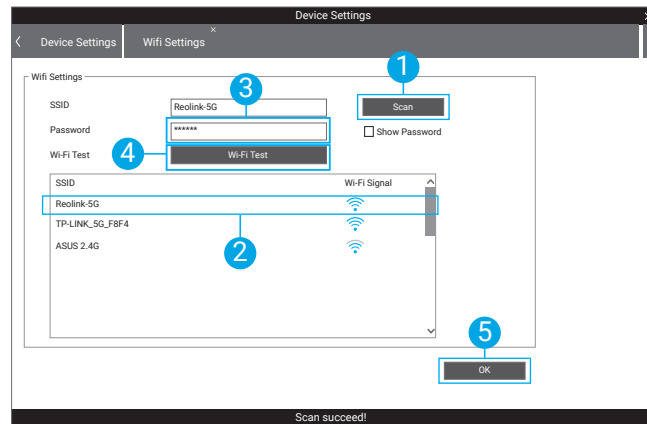 Device Settings
Device Settings
Wifi Settings
1
Wifi Settings
3
SSID
Reolink-5G
Scan
Password
******
Show Password
4
Wi-Fi Test
Wi-Fi Test
SSID
Wi-Fi Signal
Reolink-5G
TP-LINK_5G_F8F4
ASUS 2.4G
2
5
OK
Scan succeed!